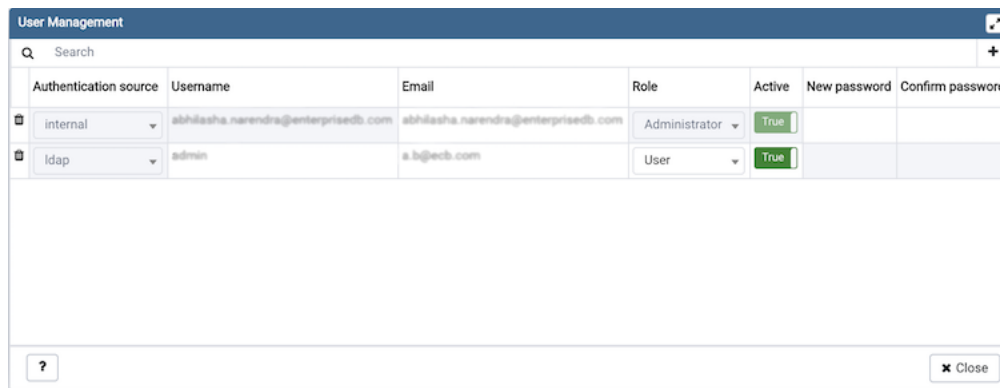 User Management
Search
Authentication source Username Email Role Active New password Confirm password
internal abhilasha.narendra@enterprisedb.com abhilasha.narendra@enterprisedb.com Administrator True
ldap admin a.b@ecb.com User True
? Close